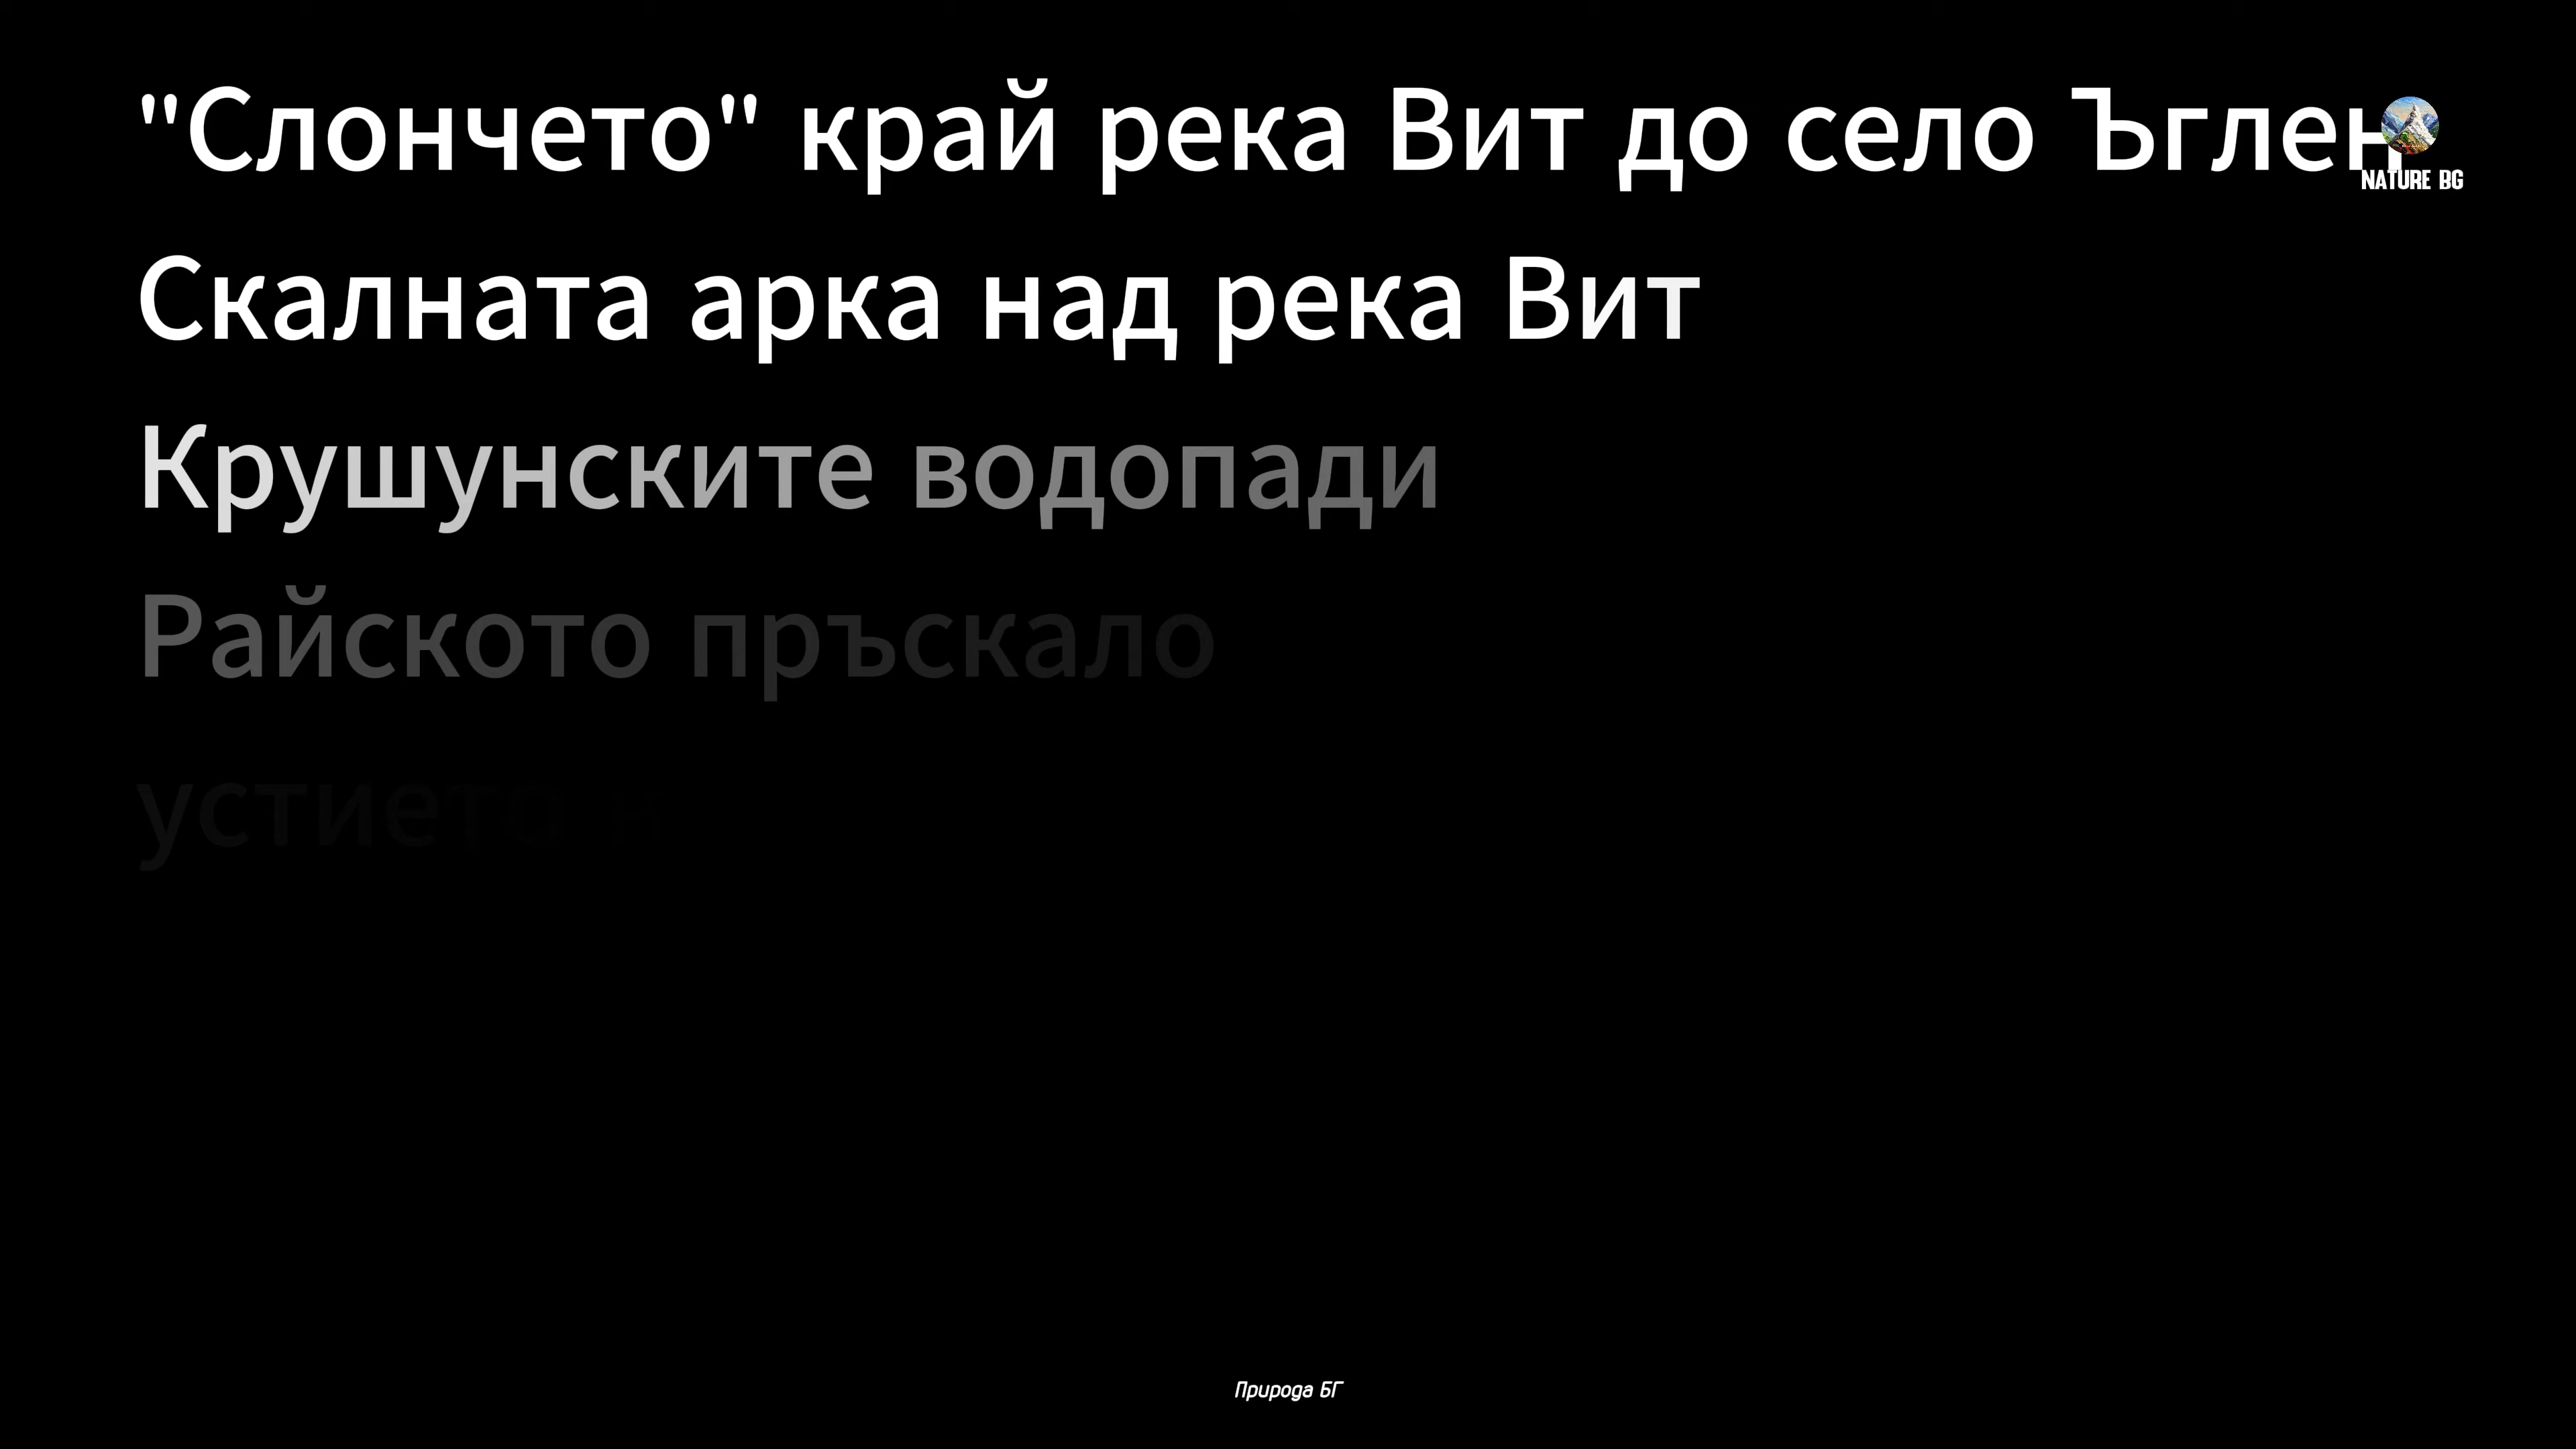 "Слончето" край река Вит до село Ъглен
NATURE BG
Скалната арка над река Вит
Крушунските водопади
Райското пръскало
устието
Природа БГ